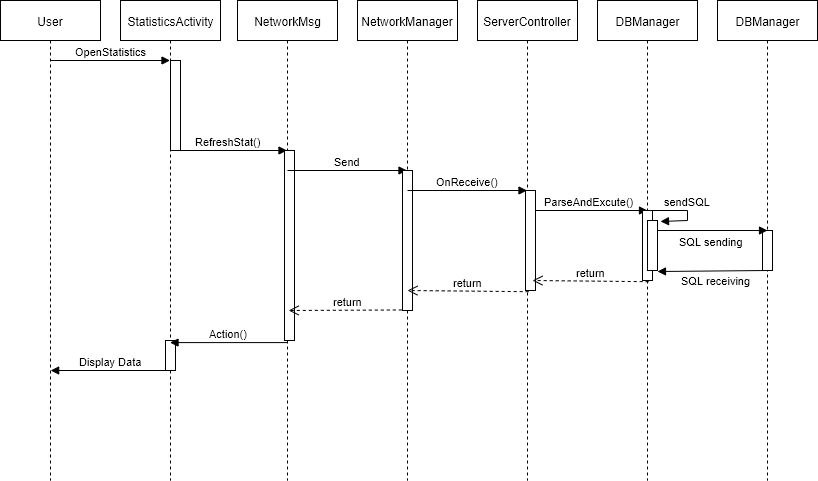 User
StatisticsActivity
NetworkMsg
NetworkManager
ServerController
DBManager
DBManager
OpenStatistics
RefreshStat()
Send
OnReceive()
ParseAndExcute()
sendSQL
SQL sending
return
SQL receiving
return
return
Action()
Display Data